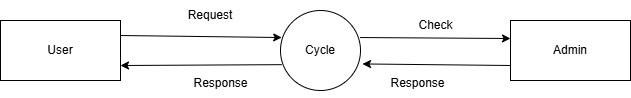 Request
User
Cycle
Check
Admin
Response
Response